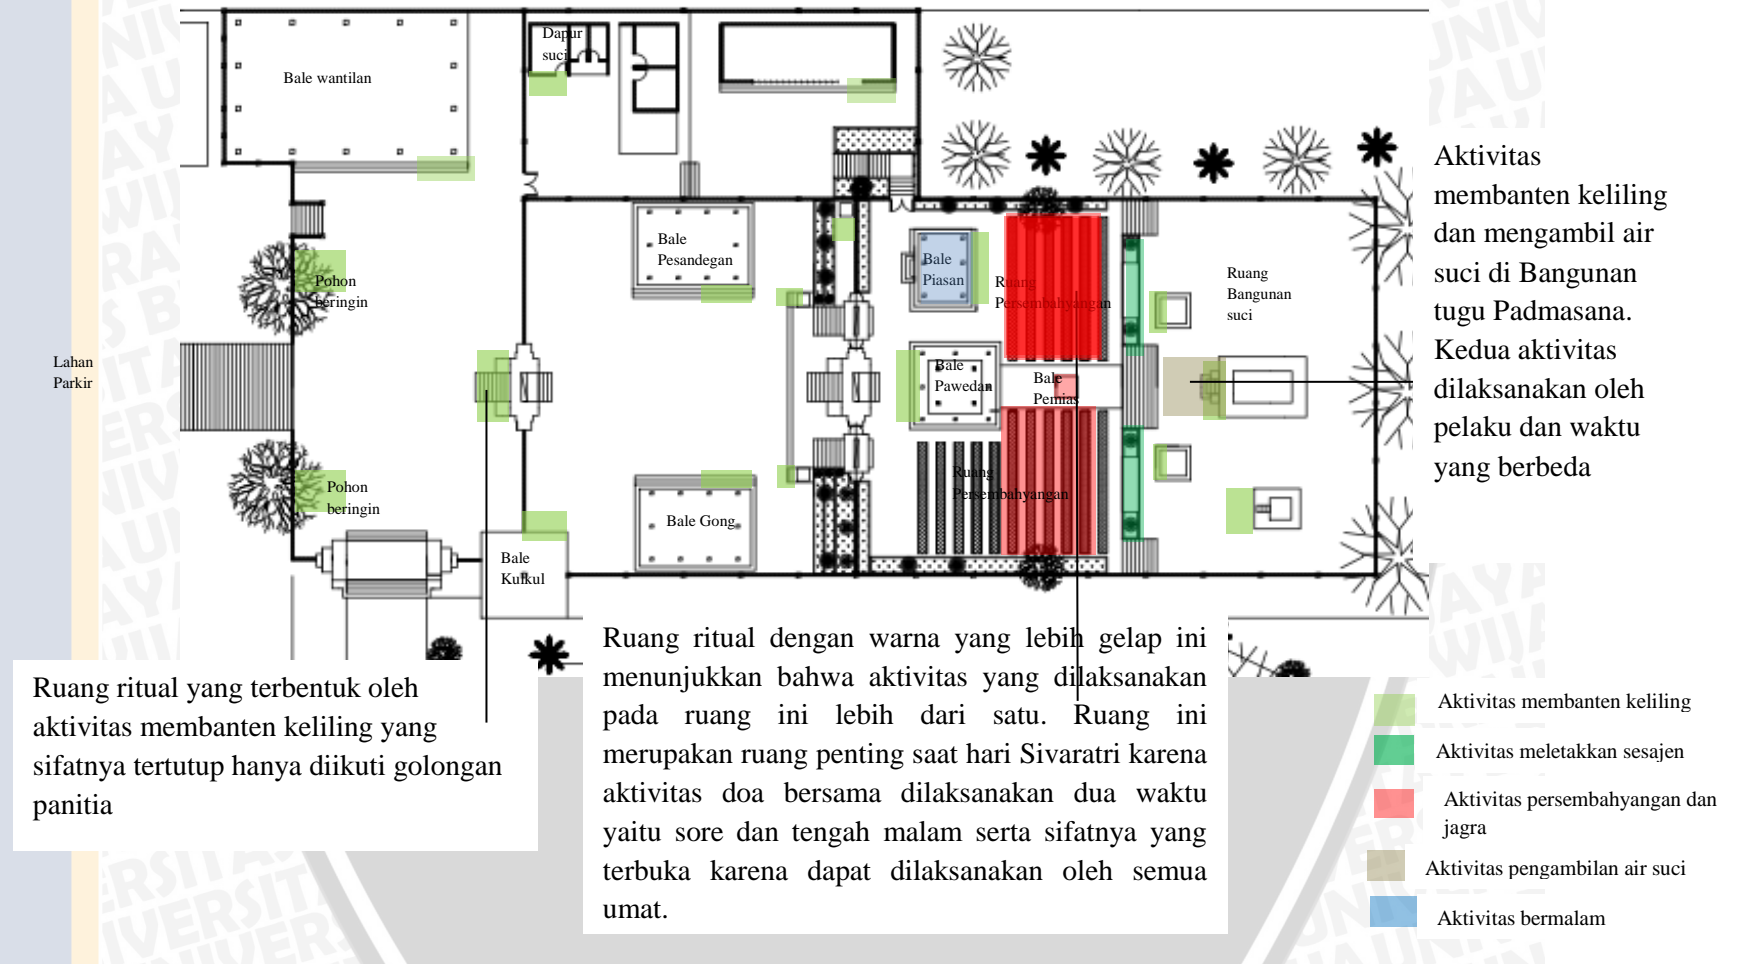 Dapur
suci
Bale wantilan
Aktivitas
membanten keliling
dan mengambil air
suci di Bangunan
tugu Padmasana.
Kedua aktivitas
dilaksanakan oleh
pelaku dan waktu
yang berbeda
Bale
Pesandegan
Bale
Piasan
Ruang
Persembahyangan
Ruang
Bangunan
suci
Pohon
beringin
Lahan
Parkir
Bale
Pawedan
Bale
Pemias
Ruang
Persembahyangan
Pohon
beringin
Bale Gong
Bale
Kulkul
Ruang ritual yang terbentuk oleh
aktivitas membanten keliling yang
sifatnya tertutup hanya diikuti golongan
panitia
Ruang ritual dengan warna yang lebih gelap ini
menunjukkan bahwa aktivitas yang dilaksanakan
pada ruang ini lebih dari satu. Ruang ini
merupakan ruang penting saat hari Sivaratri karena
aktivitas doa bersama dilaksanakan dua waktu
yaitu sore dan tengah malam serta sifatnya yang
terbuka karena dapat dilaksanakan oleh semua
umat.
Aktivitas membanten keliling
Aktivitas meletakkan sesajen
Aktivitas persembahyangan dan
jagra
Aktivitas pengambilan air suci
Aktivitas bermalam